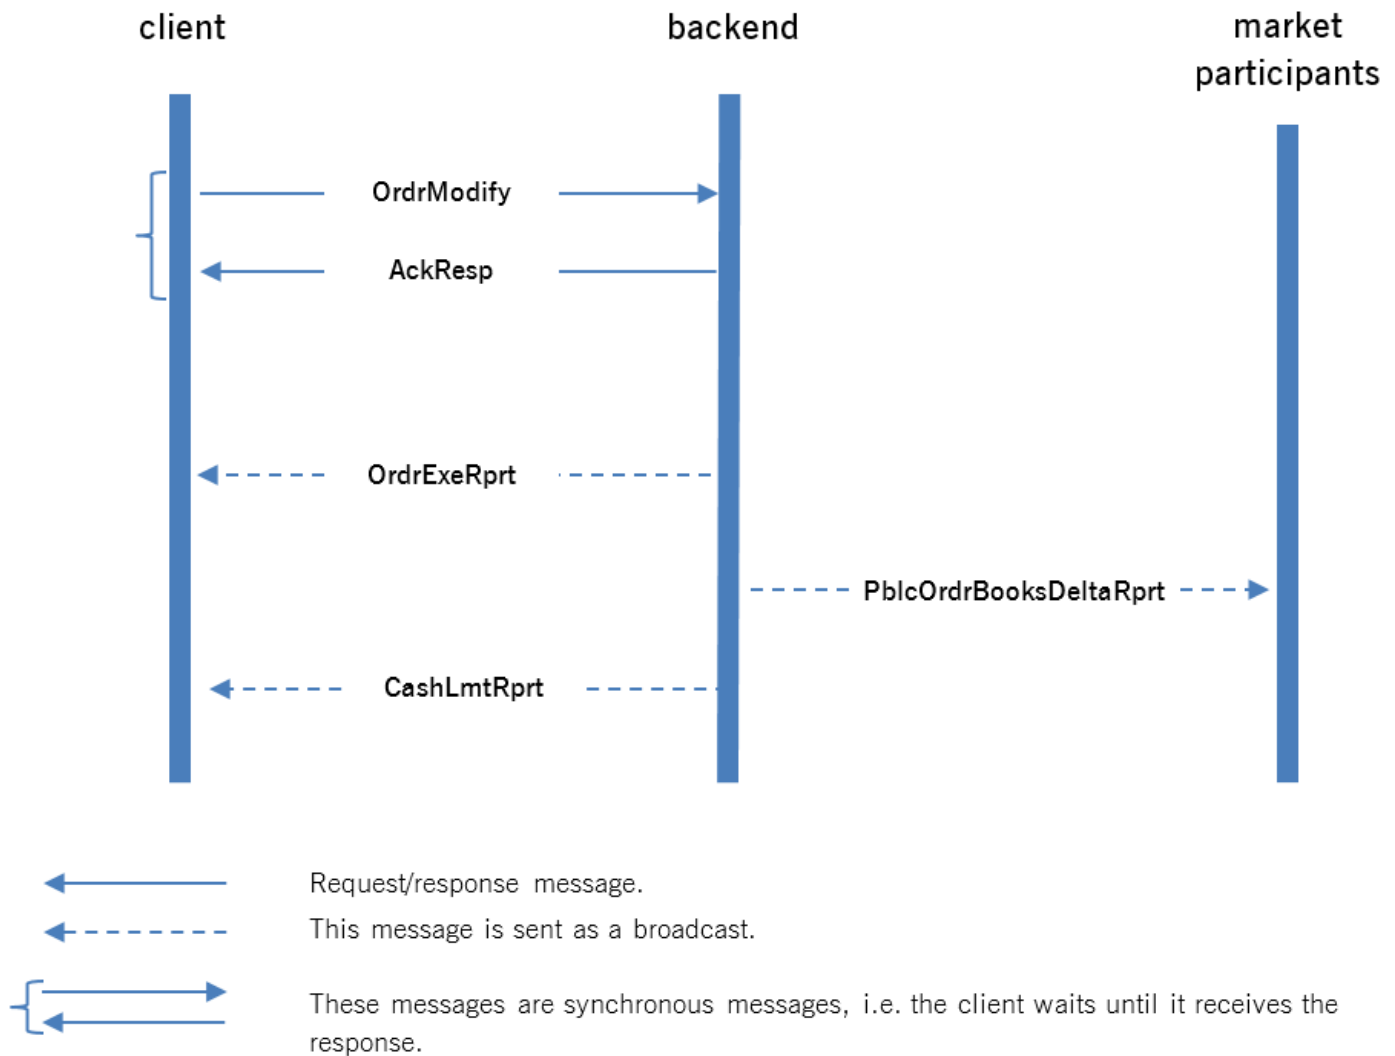 client
backend
market
participants
OrdrModify
AckResp
OrdrExeRprt
PblcOrdrBooksDeltaRprt
CashLmtRprt
Request/response message.
This message is sent as a broadcast.
These messages are synchronous messages, i.e. the client waits until it receives the
response.